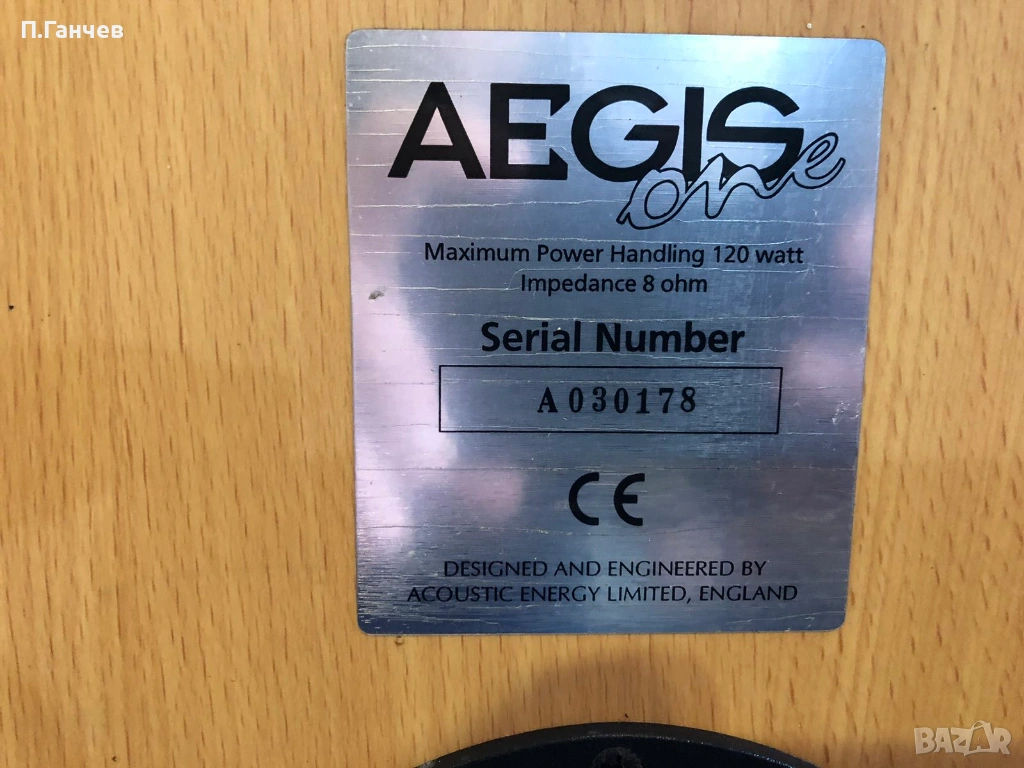 П.Ганчев
AEGIS
one
Maximum Power Handling 120 watt
Impedance 8 ohm
Serial Number
A 030178
CE
DESIGNED AND ENGINEERED BY
ACOUSTIC ENERGY LIMITED, ENGLAND
BAZAR